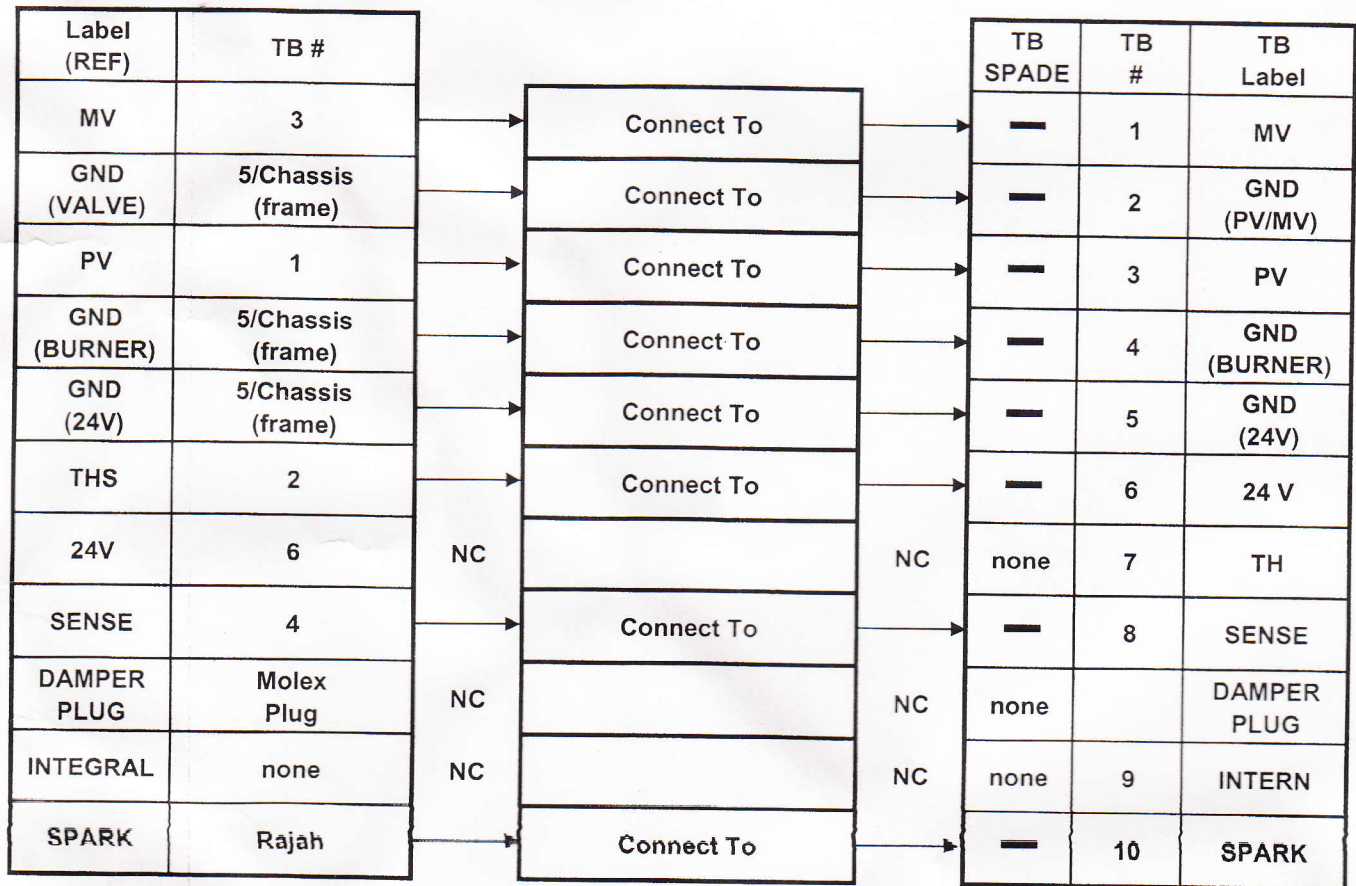 Label
(REF)
TB #
TB
SPADE
TB
#
TB
Label
MV
3
Connect To
1
MV
GND
(VALVE)
5/Chassis
(frame)
Connect To
2
GND
(PV/MV)
PV
1
Connect To
3
PV
GND
(BURNER)
5/Chassis
(frame)
Connect To
4
GND
(BURNER)
GND
(24V)
5/Chassis
(frame)
Connect To
5
GND
(24V)
THS
2
Connect To
6
24 V
24V
6
NC
NC
none
7
TH
SENSE
4
Connect To
8
SENSE
DAMPER
PLUG
Molex
Plug
NC
NC
none
DAMPER
PLUG
INTEGRAL
none
NC
NC
none
9
INTERN
SPARK
Rajah
Connect To
10
SPARK